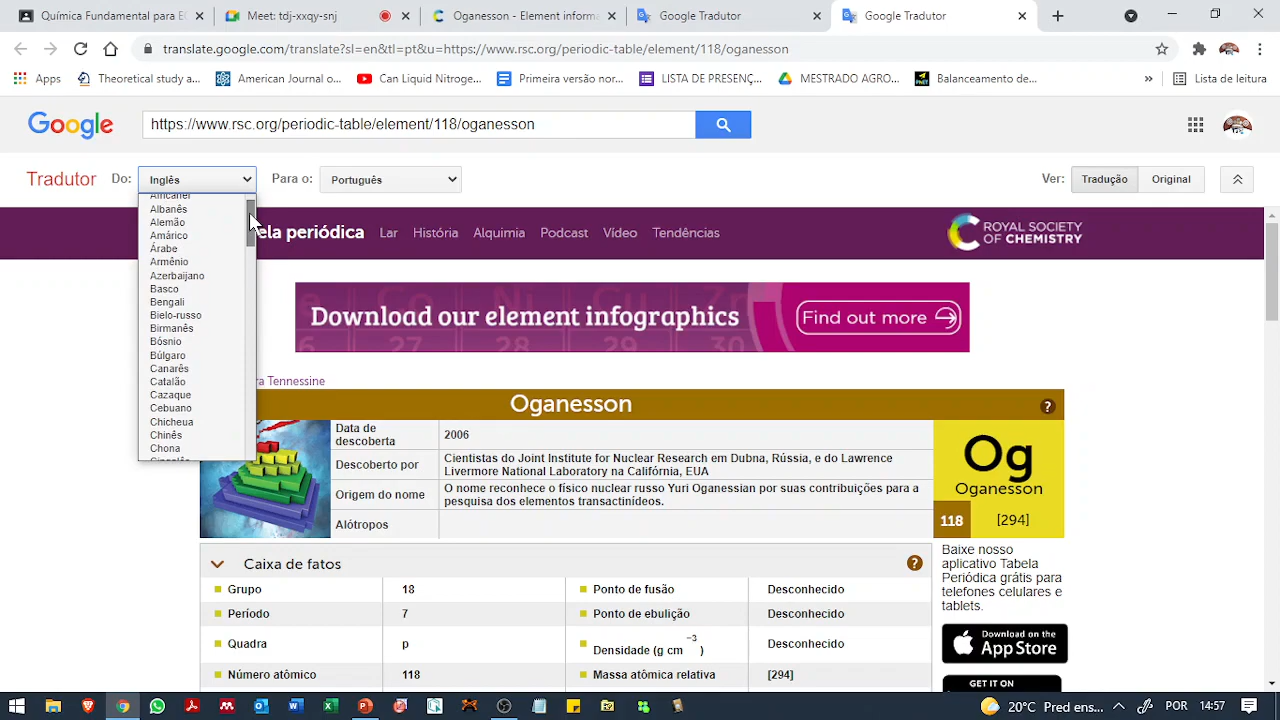 Química Fundamental para E
Meet: tdj-xxqy-snj
Oganesson - Element informa
Google Tradutor
Google Tradutor
translate.google.com/translate?sl=en&tl=pt&u=https://www.rsc.org/periodic-table/element/118/oganesson
Apps
Theoretical study a...
American Journal o...
Can Liquid Nitroge...
Primeira versão nor...
LISTA DE PRESENÇ...
MESTRADO AGRO...
Balanceamento de...
»
Lista de leitura
Google
https://www.rsc.org/periodic-table/element/118/oganesson
Tradutor
Do:
Inglês
Para o:
Português
Ver:
Tradução
Original
Africâner
Albanês
Alemão
Amárico
Árabe
Armênio
Azerbaijano
Basco
Bengali
Bielo-russo
Birmanês
Bósnio
Búlgaro
Canarês
Catalão
Cazaque
Cebuano
Chicheua
Chinês
Chona
ela periódica
Lar
História
Alquimia
Podcast
Vídeo
Tendências
ROYAL SOCIETY
OF CHEMISTRY
Download our element infographics
Find out more
26 27 28 29 30
ra Tennessine
Oganesson
?
Data de
descoberta
2006
Descoberto por
Cientistas do Joint Institute for Nuclear Research em Dubna, Rússia, e do Lawrence
Livermore National Laboratory na Califórnia, EUA
Origem do nome
O nome reconhece o físico nuclear russo Yuri Oganessian por suas contribuições para a
pesquisa dos elementos transactinídeos.
Alótropos
Og
Oganesson
118
[294]
Caixa de fatos
?
Grupo
18
Ponto de fusão
Desconhecido
Período
7
Ponto de ebulição
Desconhecido
Quadra
p
Densidade (g cm⁻³)
Desconhecido
Número atômico
118
Massa atômica relativa
[294]
Baixe nosso
aplicativo Tabela
Periódica grátis para
telefones celulares e
tablets.
Download on the
App Store
GET IT ON
20°C Pred ens...
POR
14:57